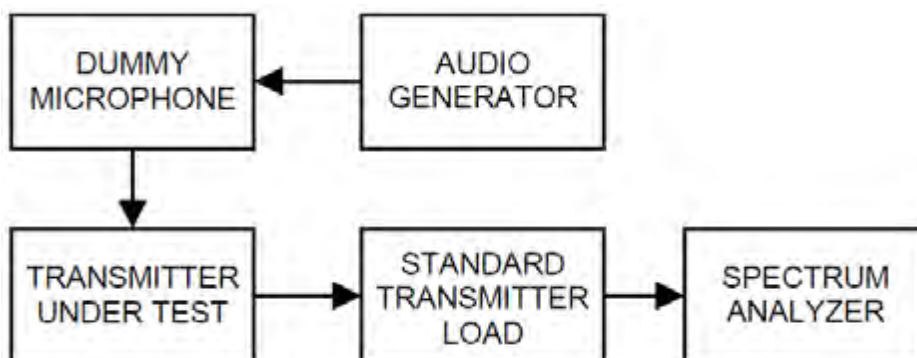 DUMMY
MICROPHONE
AUDIO
GENERATOR
TRANSMITTER
UNDER TEST
STANDARD
TRANSMITTER
LOAD
SPECTRUM
ANALYZER